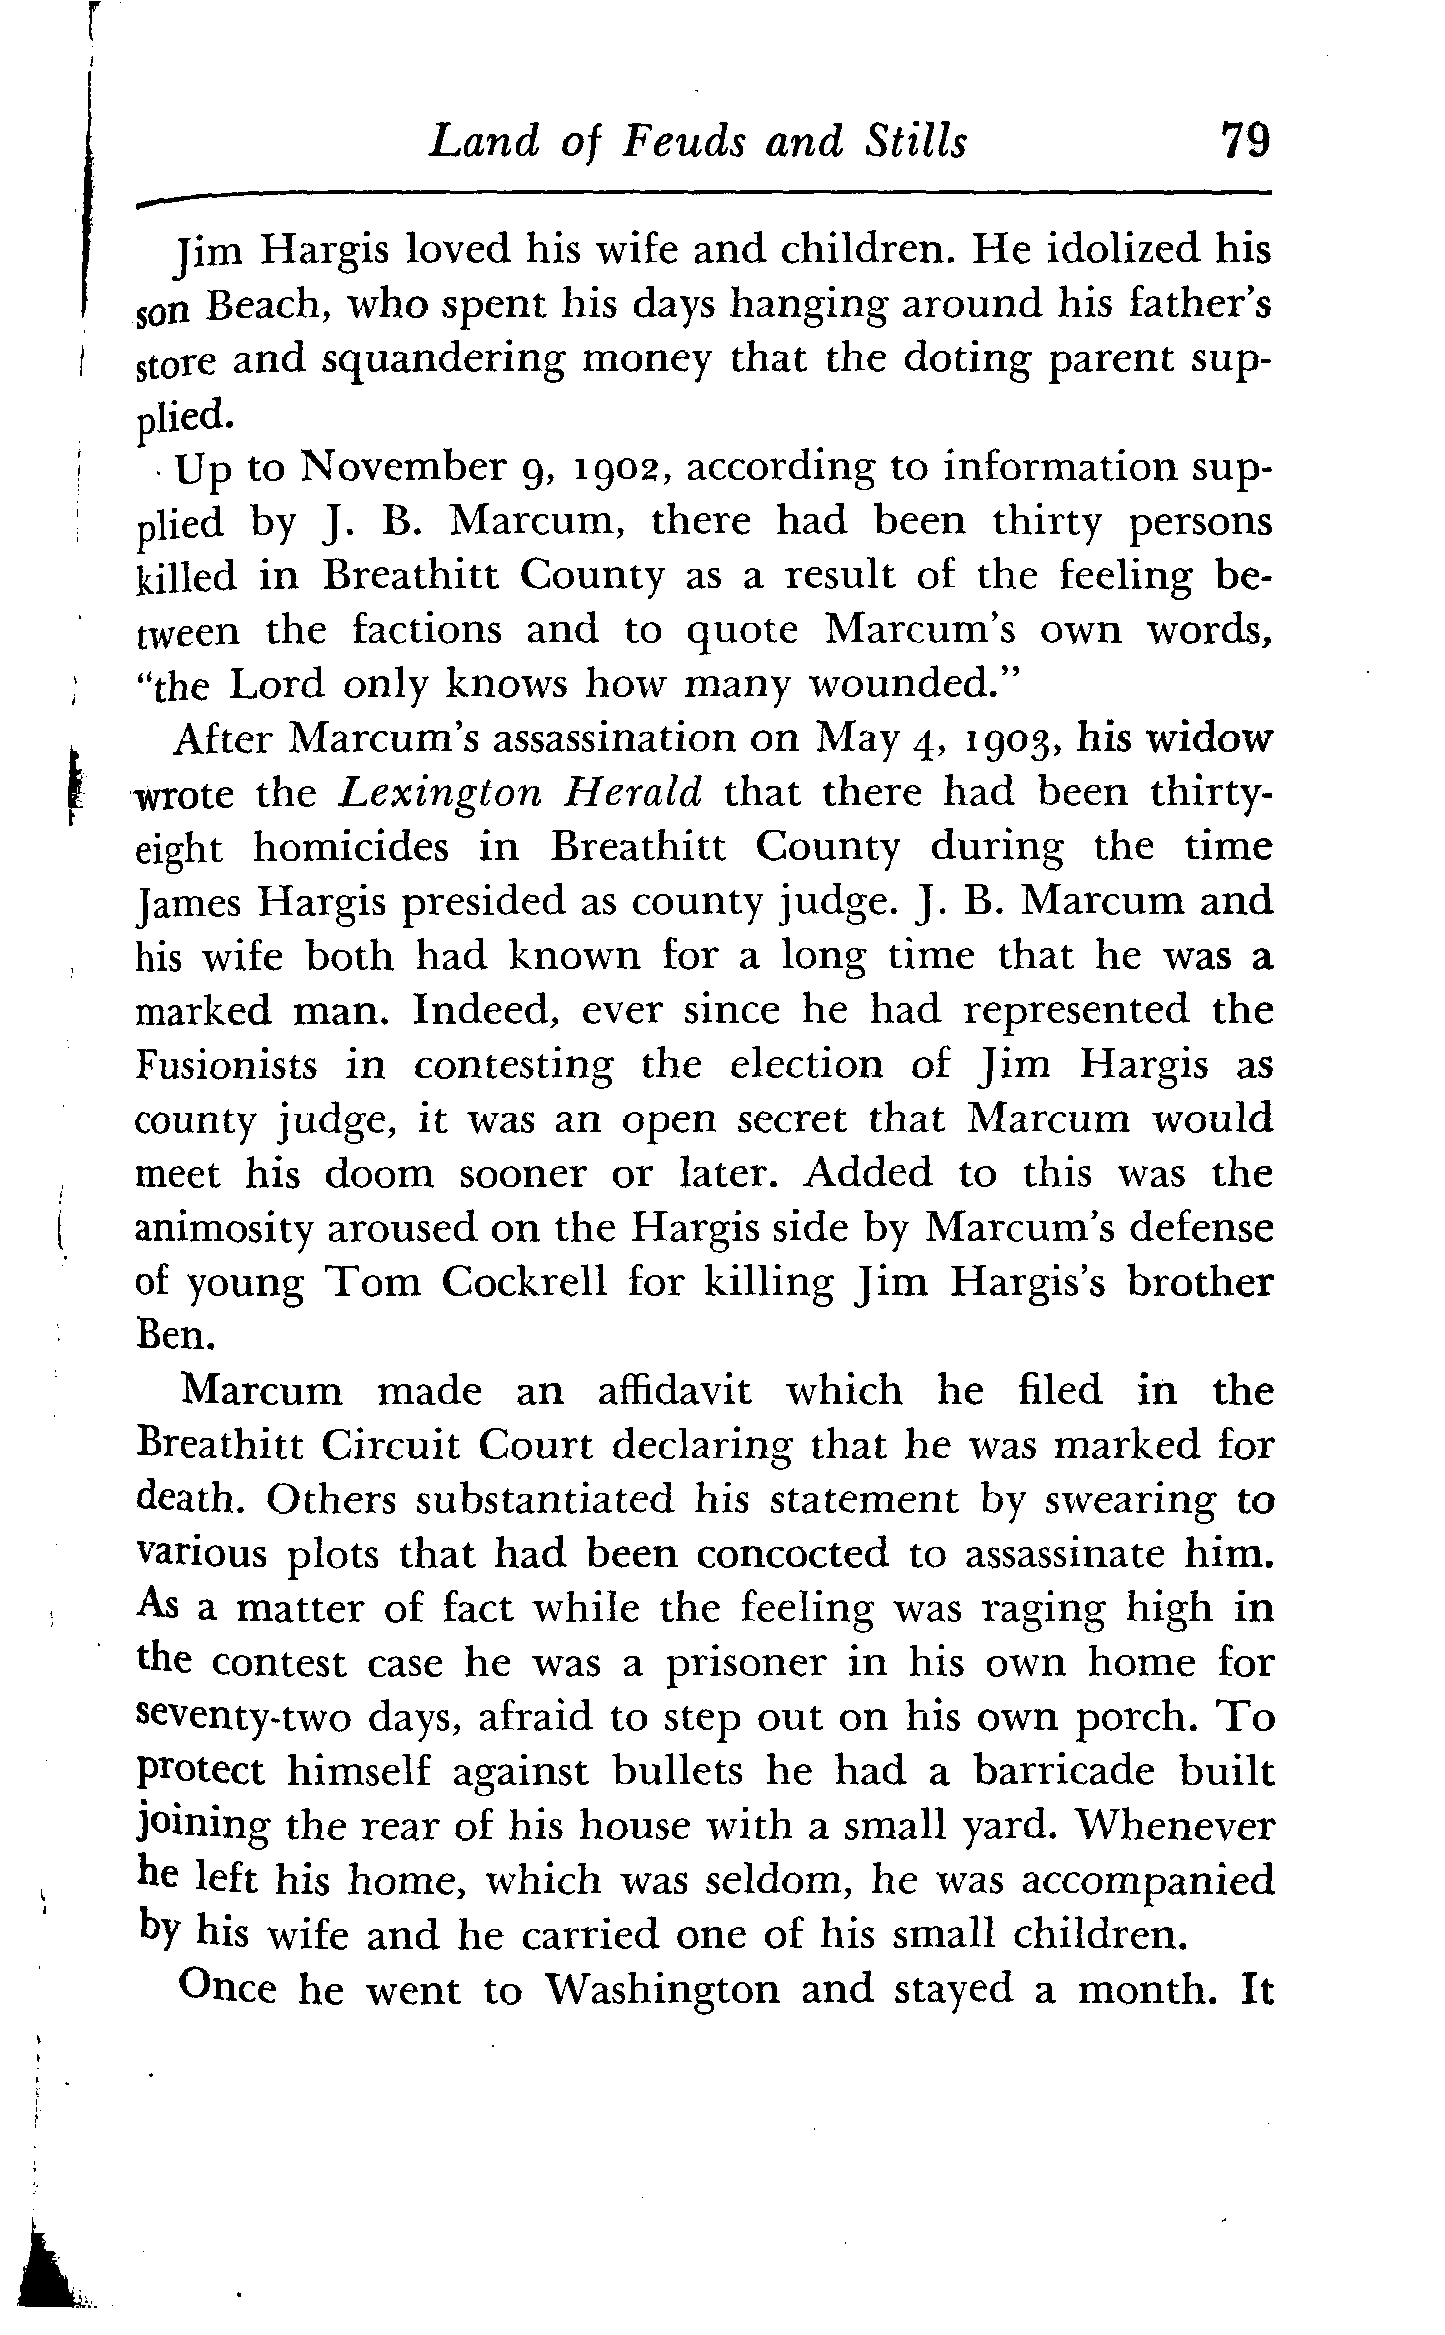 Land of Feuds and Stills 79
Jim Hargis loved his wife and children. He idolized his
son Beach, who spent his days hanging around his father's
store and squandering money that the doting parent sup-
plied.
Up to November 9, 1902, according to information sup-
plied by J. B. Marcum, there had been thirty persons
killed in Breathitt County as a result of the feeling be-
tween the factions and to quote Marcum's own words,
"the Lord only knows how many wounded."
After Marcum's assassination on May 4, 1903, his widow
wrote the Lexington Herald that there had been thirty-
eight homicides in Breathitt County during the time
James Hargis presided as county judge. J. B. Marcum and
his wife both had known for a long time that he was a
marked man. Indeed, ever since he had represented the
Fusionists in contesting the election of Jim Hargis as
county judge, it was an open secret that Marcum would
meet his doom sooner or later. Added to this was the
animosity aroused on the Hargis side by Marcum's defense
of young Tom Cockrell for killing Jim Hargis's brother
Ben.
Marcum made an affidavit which he filed in the
Breathitt Circuit Court declaring that he was marked for
death. Others substantiated his statement by swearing to
various plots that had been concocted to assassinate him.
As a matter of fact while the feeling was raging high in
the contest case he was a prisoner in his own home for
seventy-two days, afraid to step out on his own porch. To
protect himself against bullets he had a barricade built
joining the rear of his house with a small yard. Whenever
he left his home, which was seldom, he was accompanied
by his wife and he carried one of his small children.
Once he went to Washington and stayed a month. It